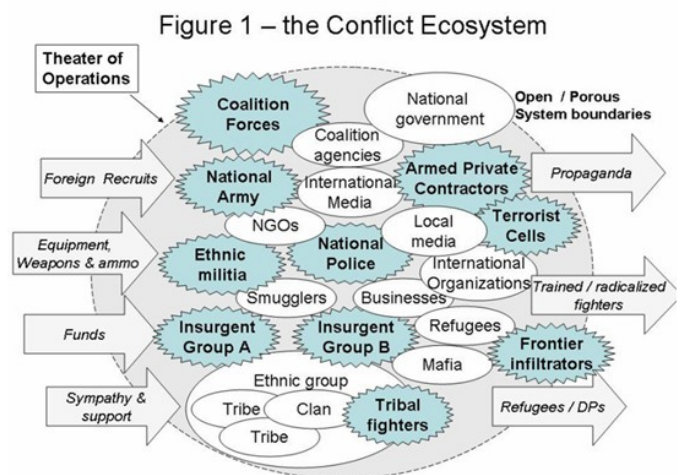 Figure 1 – the Conflict Ecosystem
Theater of
Operations
Coalition
Forces
National
government
Open / Porous
System boundaries
Coalition
agencies
Foreign Recruits
National
Army
International
Media
Armed Private
Contractors
Propaganda
NGOs
Local
media
Terrorist
Cells
Equipment,
Weapons & ammo
Ethnic
militia
National
Police
International
Organizations
Smugglers
Businesses
Trained / radicalized
fighters
Funds
Insurgent
Group A
Insurgent
Group B
Refugees
Mafia
Frontier
infiltrators
Sympathy &
support
Ethnic group
Tribe
Clan
Tribe
Tribal
fighters
Refugees / DPs